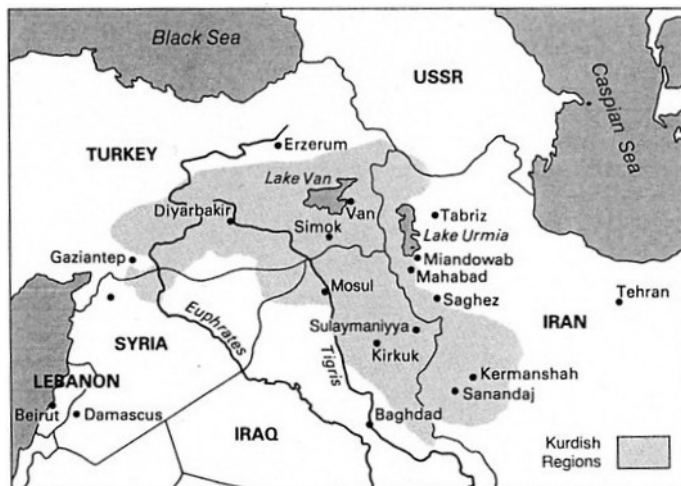 Black Sea
USSR
Caspian Sea
TURKEY
Erzerum
Lake Van
Van
Diyarbakir
Simok
Tabriz
Lake Urmia
Gaziantep
Miandowab
Mahabad
Mosul
Saghez
Tehran
Euphrates
SYRIA
Sulaymaniyya
IRAN
Tigris
Kirkuk
LEBANON
Kermanshah
Sanandaj
Beirut
Damascus
Baghdad
IRAQ
Kurdish
Regions